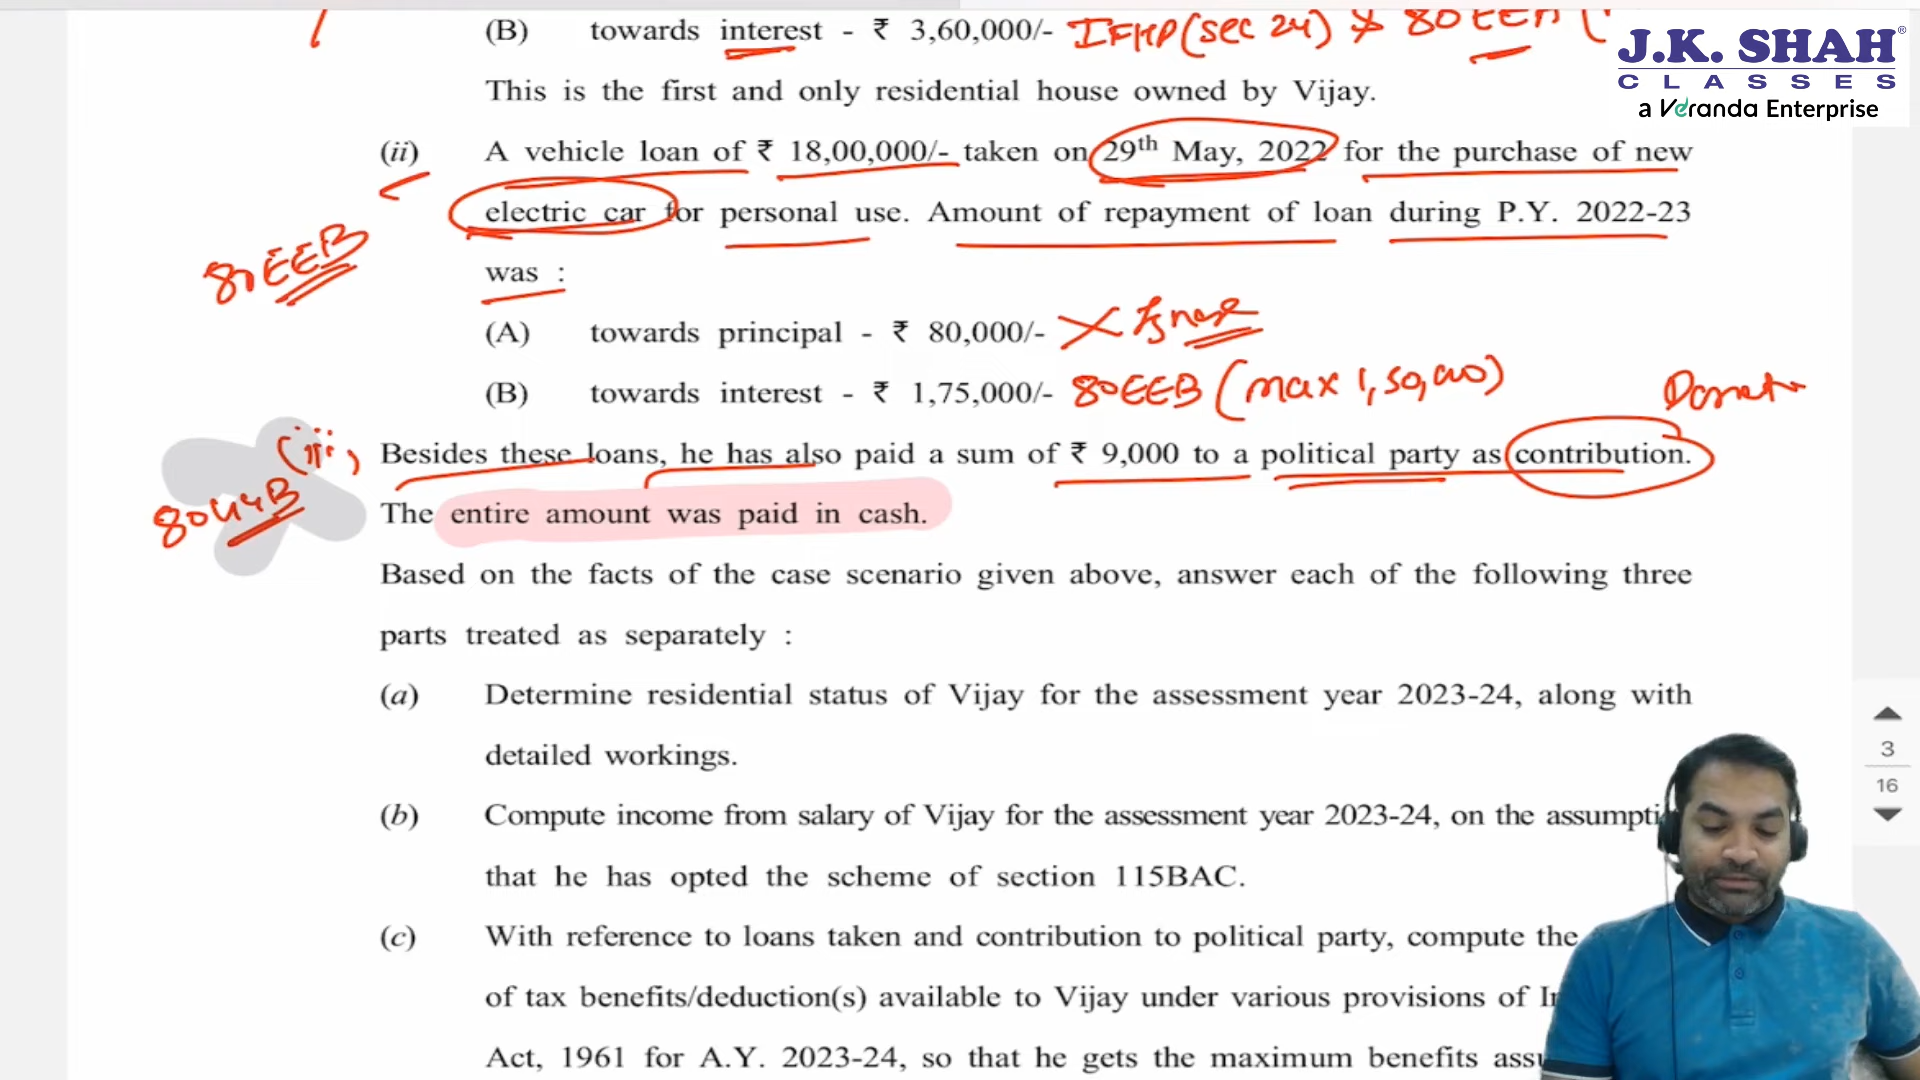 (B) towards interest - ₹ 3,60,000/- IFHP (sec 24) 80EEA (
J.K. SHAH®
CLASSES
a Veranda Enterprise
This is the first and only residential house owned by Vijay.
(ii) A vehicle loan of ₹ 18,00,000/- taken on 29th May, 2022 for the purchase of new
electric car for personal use. Amount of repayment of loan during P.Y. 2022-23
80EEB
was :
(A) towards principal - ₹ 80,000/-
(B) towards interest - ₹ 1,75,000/- 80EEB (max 1,50,000)
(iii) Besides these loans, he has also paid a sum of ₹ 9,000 to a political party as contribution.
The entire amount was paid in cash.
Based on the facts of the case scenario given above, answer each of the following three
parts treated as separately :
(a) Determine residential status of Vijay for the assessment year 2023-24, along with
detailed workings.
(b) Compute income from salary of Vijay for the assessment year 2023-24, on the assumpti
that he has opted the scheme of section 115BAC.
(c) With reference to loans taken and contribution to political party, compute the
of tax benefits/deduction(s) available to Vijay under various provisions of
Act, 1961 for A.Y. 2023-24, so that he gets the maximum benefits
3
16